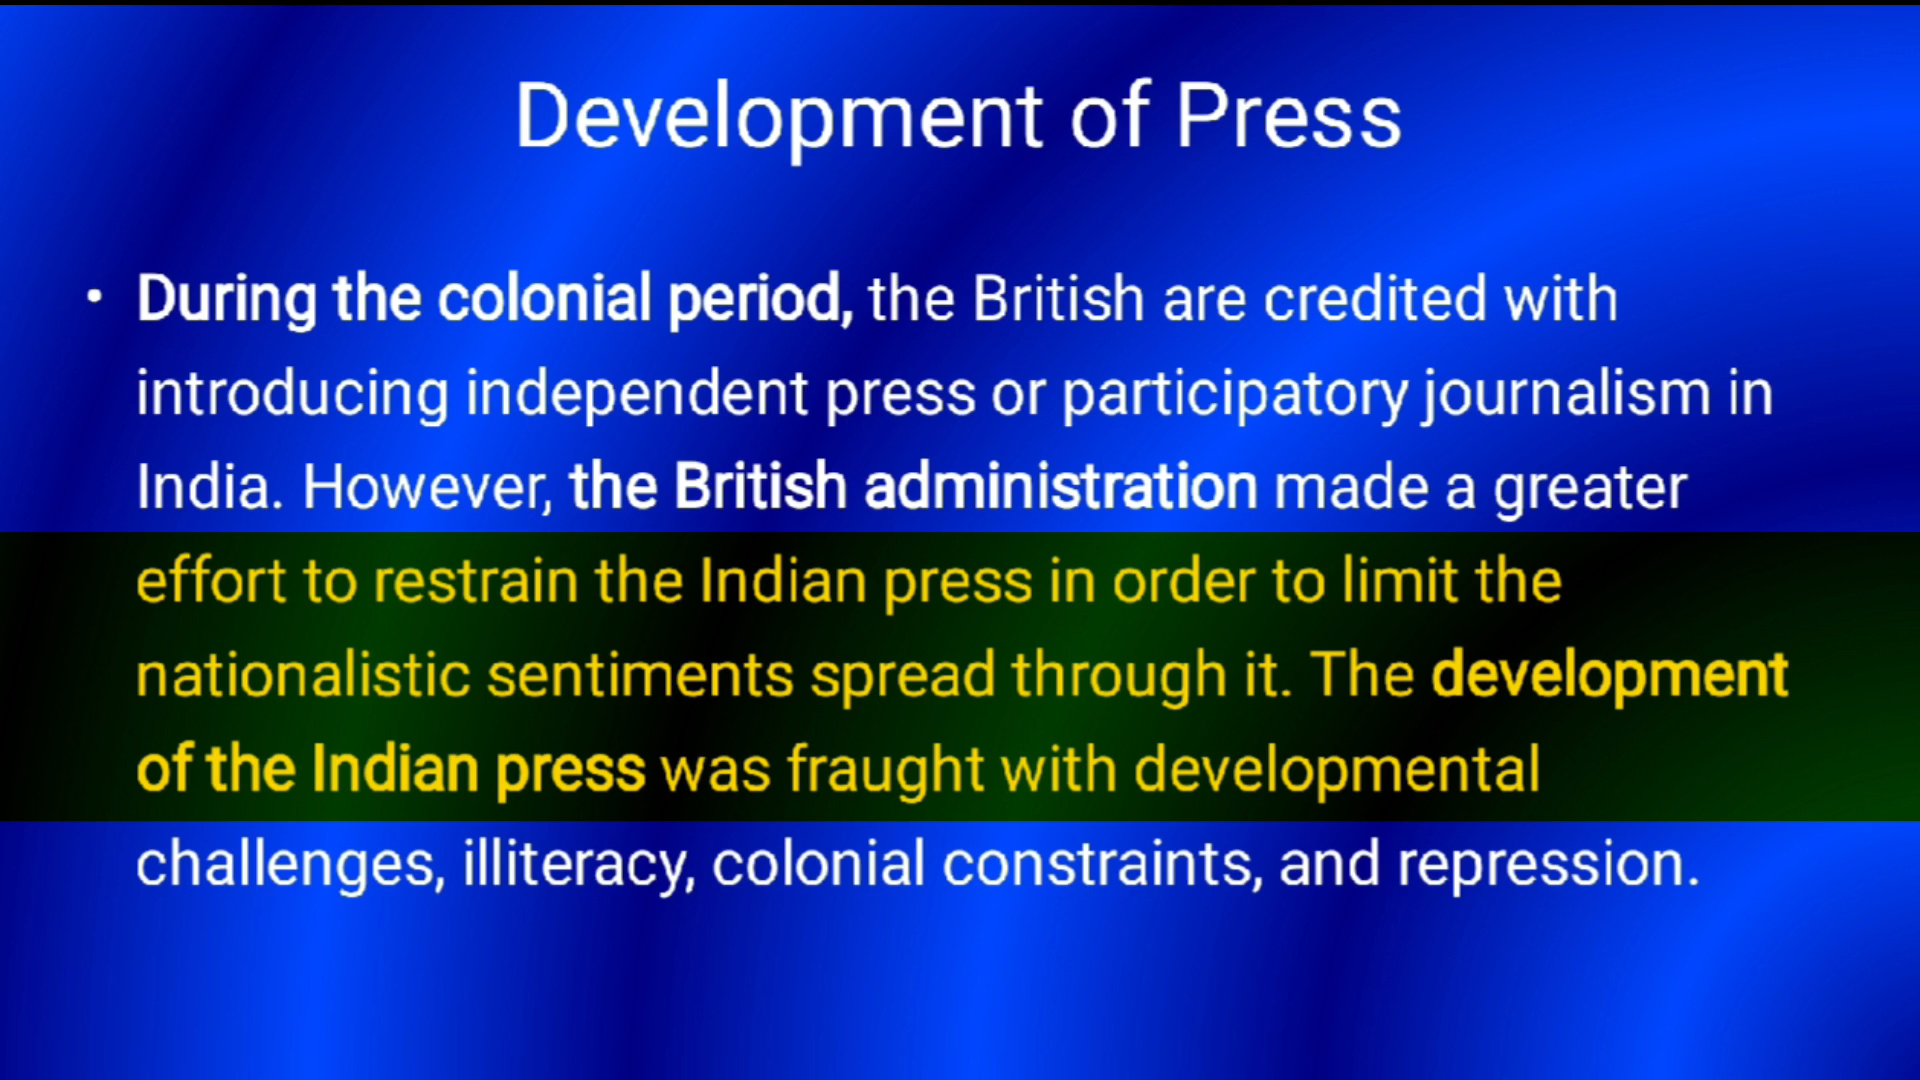 Development of Press
• During the colonial period, the British are credited with
introducing independent press or participatory journalism in
India. However, the British administration made a greater
effort to restrain the Indian press in order to limit the
nationalistic sentiments spread through it. The development
of the Indian press was fraught with developmental
challenges, illiteracy, colonial constraints, and repression.